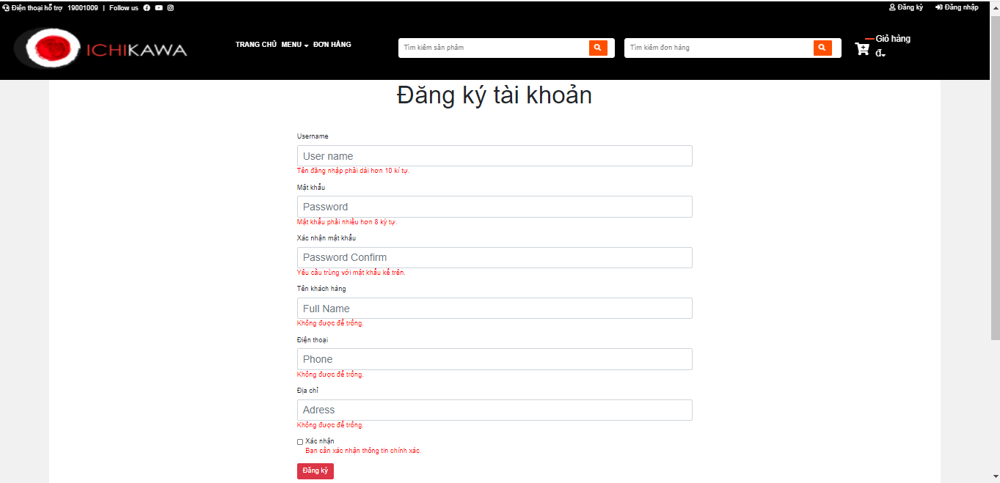 Điện thoại hỗ trợ 19001009 | Follow us
Đăng ký Đăng nhập
ICHIKAWA
TRANG CHỦ MENU ĐƠN HÀNG
Tìm kiếm sản phẩm
Tìm kiếm đơn hàng
Giỏ hàng
đ
Đăng ký tài khoản
Username
User name
Tên đăng nhập phải dài hơn 10 kí tự.
Mật khẩu
Password
Mật khẩu phải nhiều hơn 8 ký tự.
Xác nhận mật khẩu
Password Confirm
Yêu cầu trùng với mật khẩu kể trên.
Tên khách hàng
Full Name
Không được để trống.
Điện thoại
Phone
Không được để trống.
Địa chỉ
Adress
Không được để trống.
Xác nhận
Bạn cần xác nhận thông tin chính xác.
Đăng ký